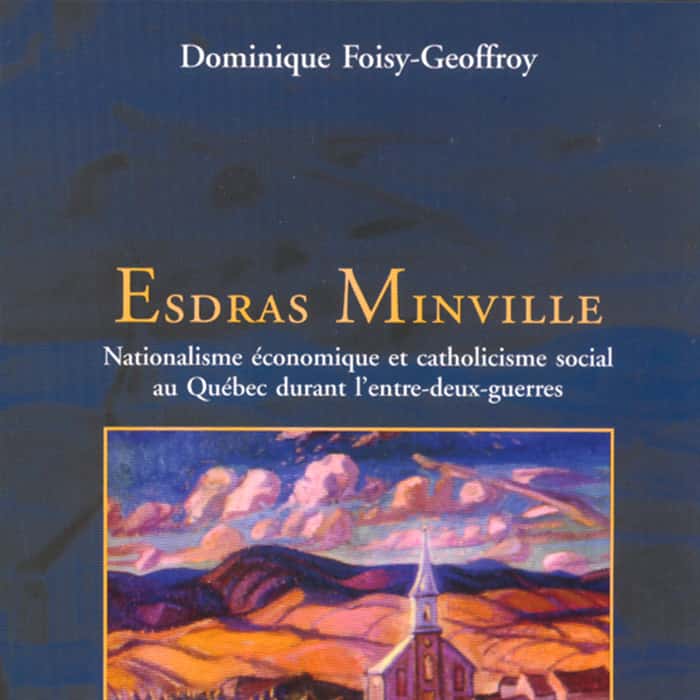 Dominique Foisy-Geoffroy
ESDRAS MINVILLE
Nationalisme économique et catholicisme social
au Québec durant l'entre-deux-guerres